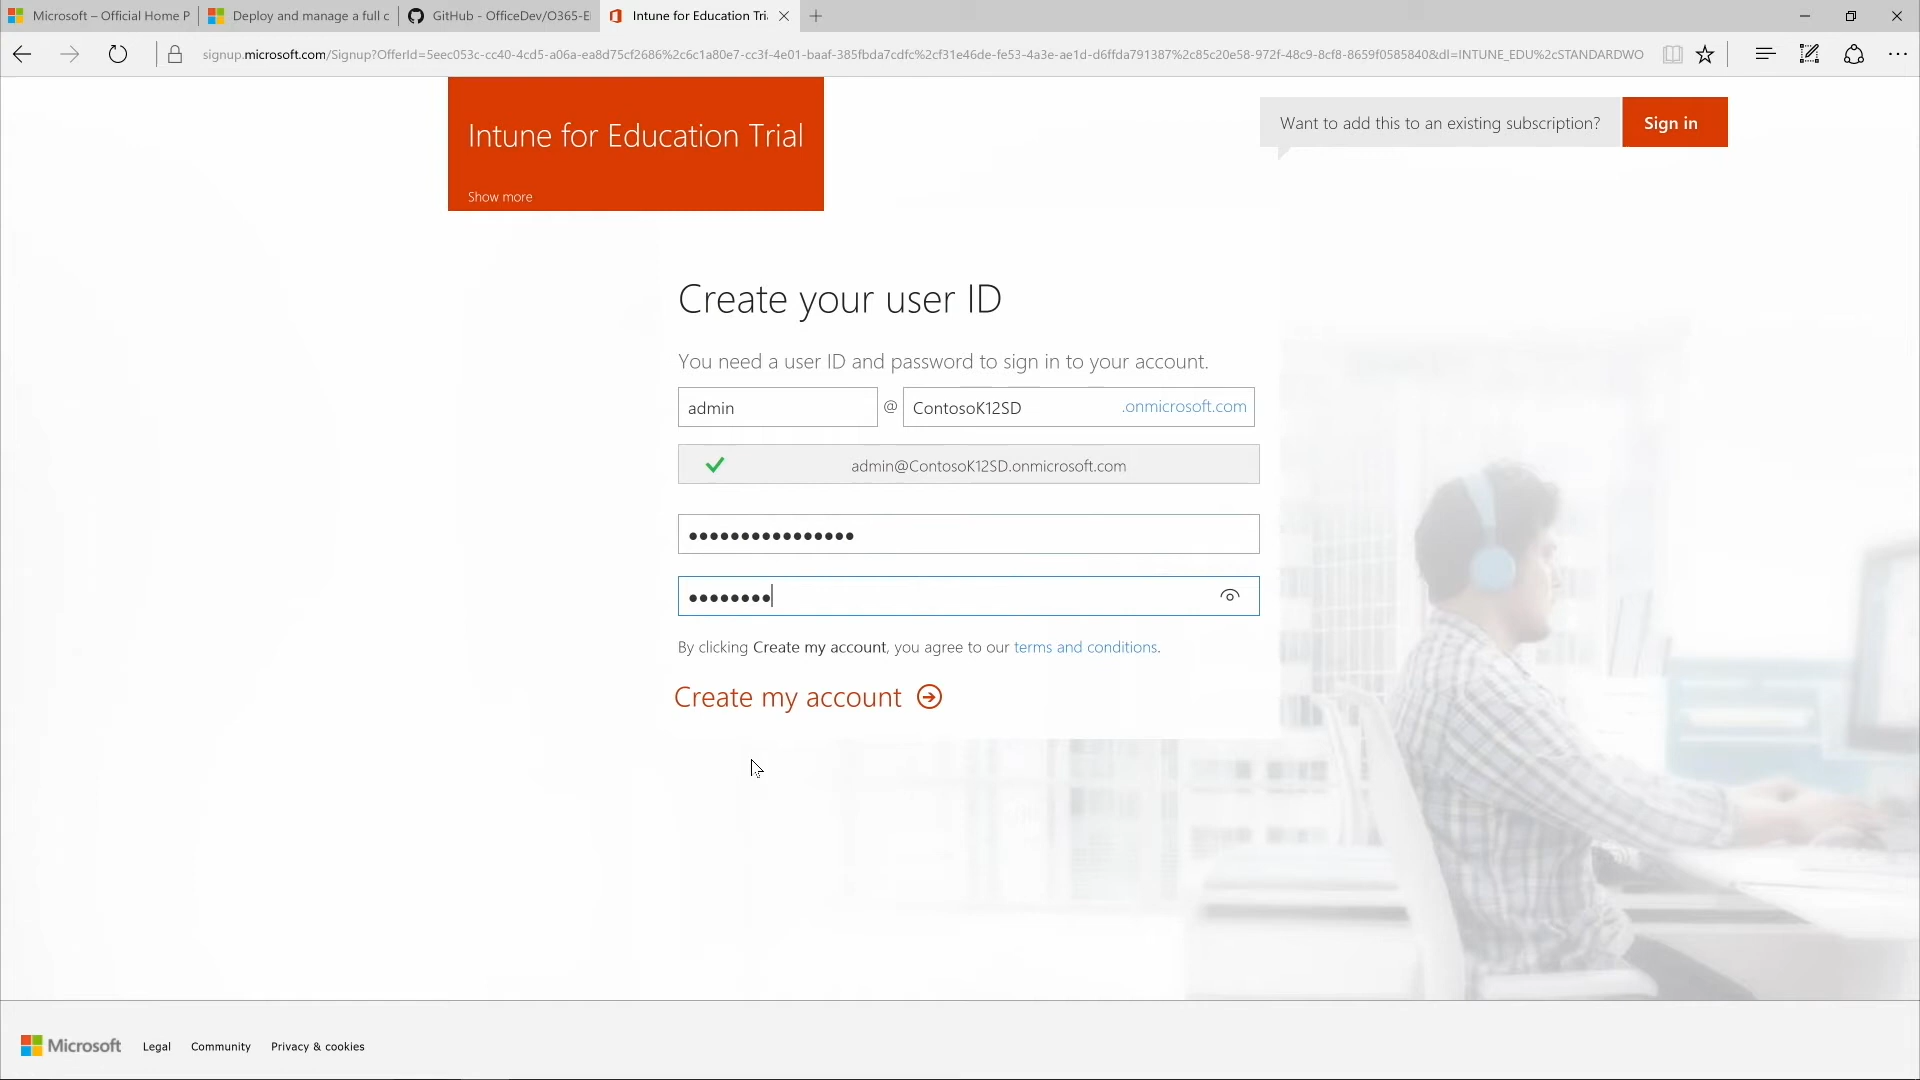 Microsoft – Official Home P
Deploy and manage a full c
GitHub - OfficeDev/O365-E
Intune for Education Tri
signup.microsoft.com/Signup?OfferId=5eec053c-cc40-4cd5-a06a-ea8d75cf2686%2c6c1a80e7-cc3f-4e01-baaf-385fbda7cdfc%2cf31e46de-fe53-4a3e-ae1d-d6ffda791387%2c85c20e58-972f-48c9-8cf8-8659f0585840&dl=INTUNE_EDU%2cSTANDARDWO
Intune for Education Trial
Show more
Want to add this to an existing subscription?
Sign in
Create your user ID
You need a user ID and password to sign in to your account.
admin @ ContosoK12SD .onmicrosoft.com
admin@ContosoK12SD.onmicrosoft.com
••••••••••••••••
••••••••
By clicking Create my account, you agree to our terms and conditions.
Create my account
Microsoft Legal Community Privacy & cookies